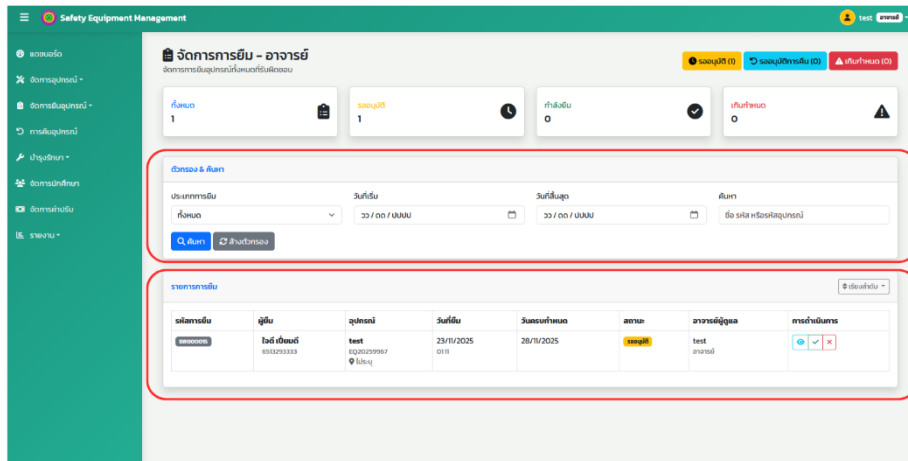 Safety Equipment Management
test อาจารย์
แดชบอร์ด
จัดการอุปกรณ์
จัดการยืมอุปกรณ์
การคืนอุปกรณ์
บำรุงรักษา
จัดการนักศึกษา
จัดการค่าปรับ
รายงาน
จัดการการยืม - อาจารย์
จัดการการยืมอุปกรณ์ทั้งหมดที่รับผิดชอบ
รออนุมัติ (1) รออนุมัติการคืน (0) เกินกำหนด (0)
ทั้งหมด รออนุมัติ กำลังยืม เกินกำหนด
1 1 0 0
ตัวกรอง & ค้นหา
ประเภทการยืม วันที่เริ่ม วันที่สิ้นสุด ค้นหา
ทั้งหมด วว / ดด / ปปปป วว / ดด / ปปปป ชื่อ รหัส หรือรหัสอุปกรณ์
ค้นหา ล้างตัวกรอง
รายการการยืม เรียงลำดับ
รหัสการยืม ผู้ยืม อุปกรณ์ วันที่ยืม วันครบกำหนด สถานะ อาจารย์ผู้ดูแล การดำเนินการ
ใจดี เปี่ยมดี test 23/11/2025 28/11/2025 รออนุมัติ test
6513293333 EQ20259967 01:11 อาจารย์
ไม่ระบุ